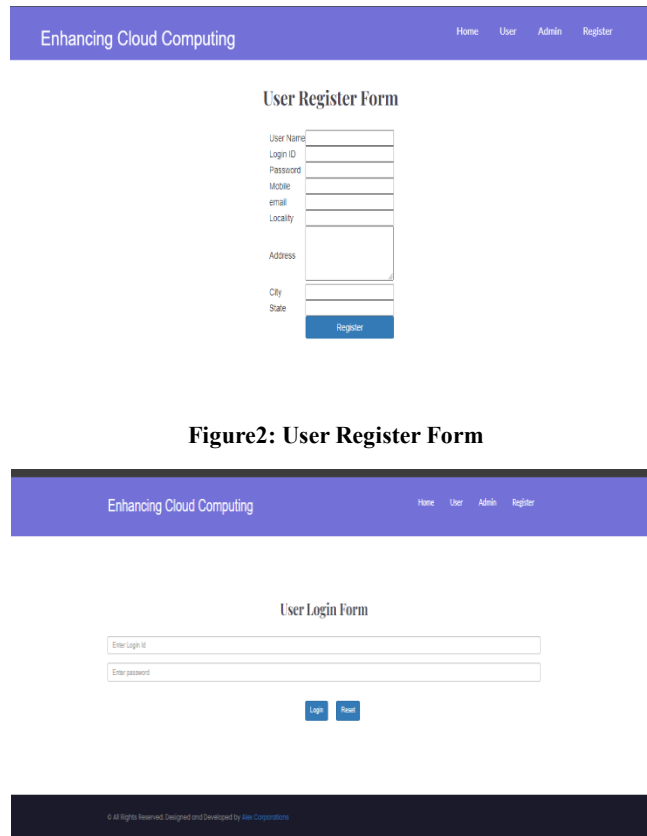 Enhancing Cloud Computing Home User Admin Register
User Register Form
User Name
Login ID
Password
Mobile
email
Locality
Address
City
State
Register
Figure2: User Register Form
Enhancing Cloud Computing Home User Admin Register
User Login Form
Enter Login Id
Enter password
Login Reset
© All Rights Reserved. Designed and Developed by Alex Corporations